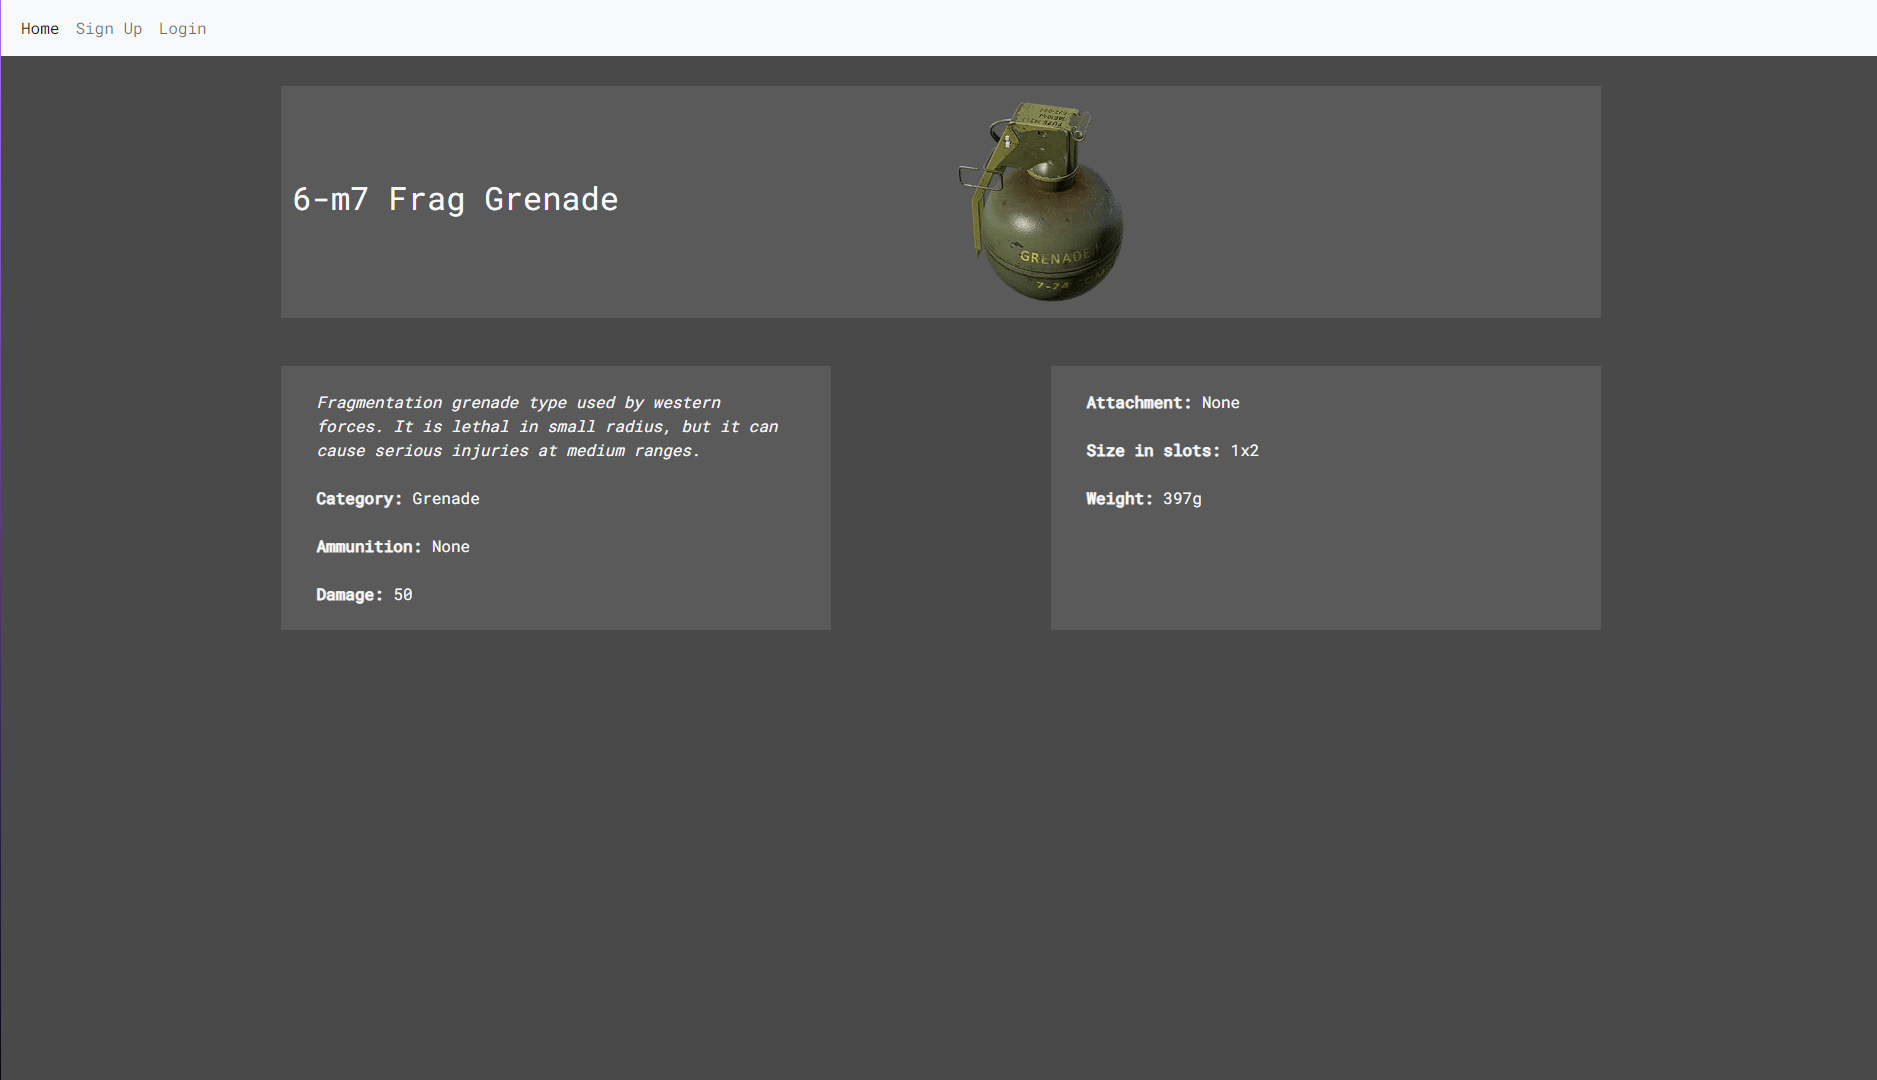 Home Sign Up Login
6-m7 Frag Grenade
GRENADE
Fragmentation grenade type used by western
forces. It is lethal in small radius, but it can
cause serious injuries at medium ranges.
Category: Grenade
Ammunition: None
Damage: 50
Attachment: None
Size in slots: 1x2
Weight: 397g